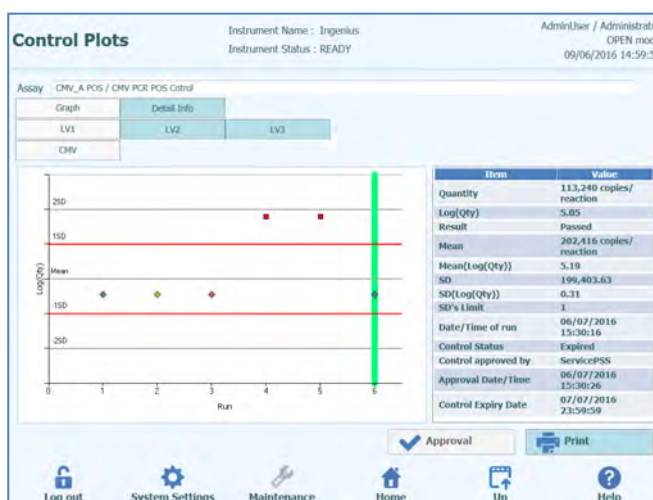 Control Plots
Instrument Name : Ingenius
Instrument Status : READY
AdminUser / Administrat
OPEN mod
09/06/2016 14:59:5
Assay CMV_A POS / CMV PCR POS Cotrol
Graph Detail Info
LV1 LV2 LV3
CMV
2SD
1SD
Mean
-1SD
-2SD
Log(Qty)
0 1 2 3 4 5 6
Run
Item Value
Quantity 113,240 copies/
reaction
Log(Qty) 5.05
Result Passed
Mean 202,416 copies/
reaction
Mean(Log(Qty)) 5.19
SD 199,403.63
SD(Log(Qty)) 0.31
SD's Limit 1
Date/Time of run 06/07/2016
15:30:16
Control Status Expired
Control approved by ServicePSS
Approval Date/Time 06/07/2016
15:30:26
Control Expiry Date 07/07/2016
23:59:59
Approval Print
Log out System Settings Maintenance Home Up Help